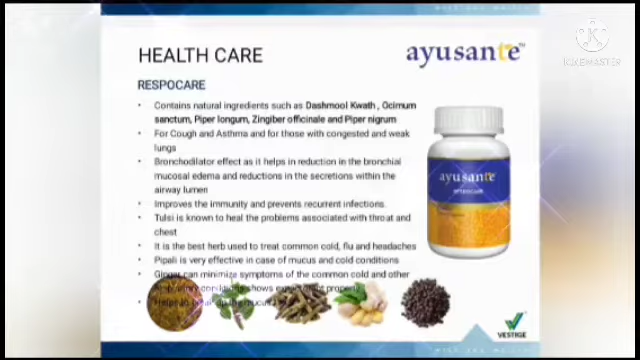 HEALTH CARE
ayusante™
KINEMASTER
RESPOCARE
• Contains natural ingredients such as Dashmool Kwath , Ocimum
sanctum, Piper longum, Zingiber officinale and Piper nigrum
• For Cough and Asthma and for those with congested and weak
lungs
• Bronchodilator effect as it helps in reduction in the bronchial
mucosal edema and reductions in the secretions within the
airway lumen
• Improves the immunity and prevents recurrent infections.
• Tulsi is known to heal the problems associated with throat and
chest
• It is the best herb used to treat common cold, flu and headaches
• Pipali is very effective in case of mucus and cold conditions
• Ginger can minimize symptoms of the common cold and other
shows
ayusante
VESTIGE